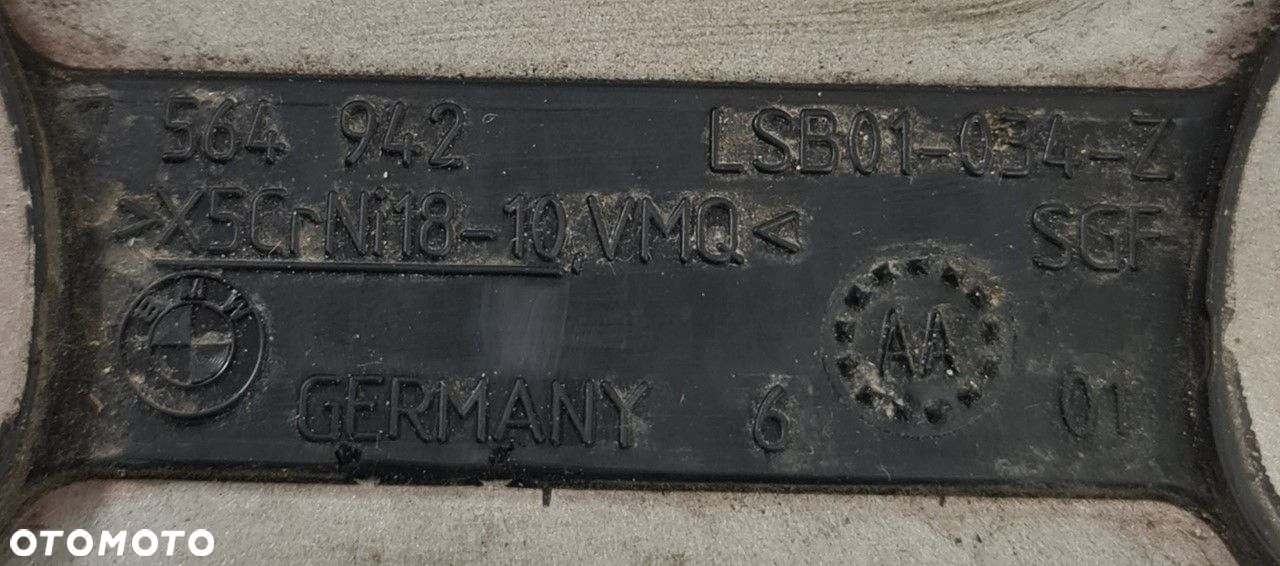 7 564 942 LSB01-034-Z
>X5CrNi18-10,VMQ< SGF
BMW
AA
GERMANY 6 01
OTOMOTO